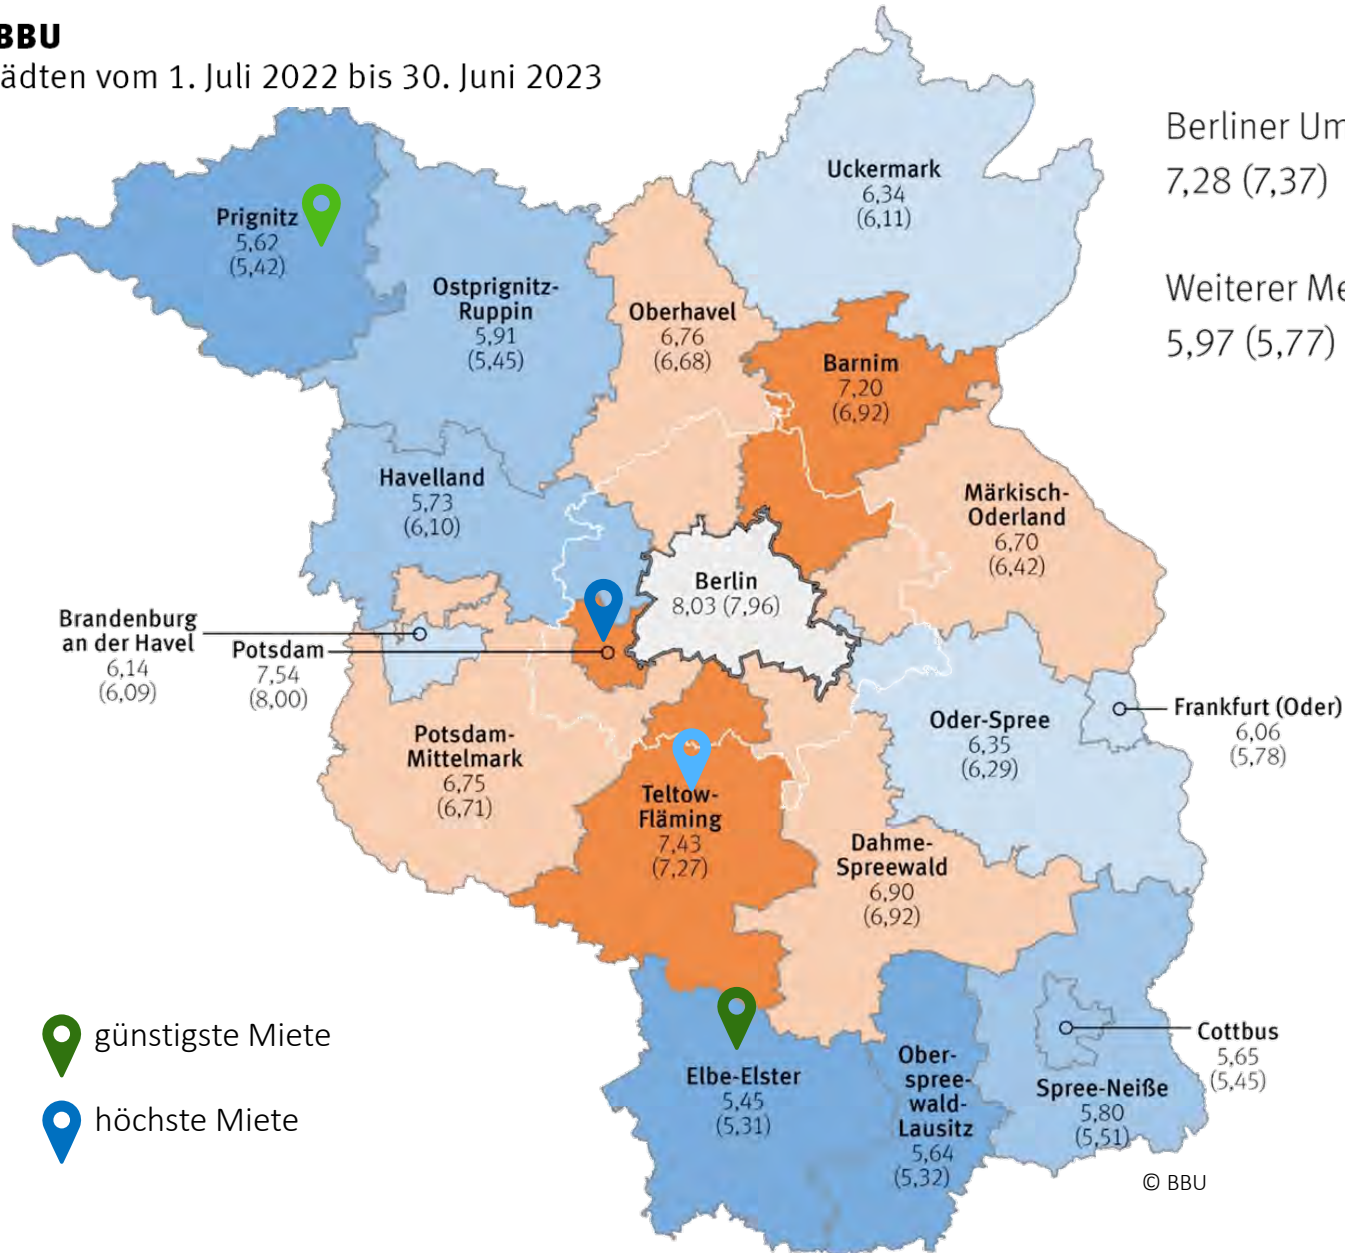 BBU
ädten vom 1. Juli 2022 bis 30. Juni 2023
Berliner Um
7,28 (7,37)
Weiterer Me
5,97 (5,77)
Uckermark
6,34
(6,11)
Prignitz
5,62
(5,42)
Ostprignitz-
Ruppin
5,91
(5,45)
Oberhavel
6,76
(6,68)
Barnim
7,20
(6,92)
Havelland
5,73
(6,10)
Märkisch-
Oderland
6,70
(6,42)
Berlin
8,03 (7,96)
Brandenburg
an der Havel
6,14
(6,09)
Potsdam
7,54
(8,00)
Frankfurt (Oder)
6,06
(5,78)
Oder-Spree
6,35
(6,29)
Potsdam-
Mittelmark
6,75
(6,71)
Teltow-
Fläming
7,43
(7,27)
Dahme-
Spreewald
6,90
(6,92)
günstigste Miete
höchste Miete
Elbe-Elster
5,45
(5,31)
Ober-
spree-
wald-
Lausitz
5,64
(5,32)
Spree-Neiße
5,80
(5,51)
Cottbus
5,65
(5,45)
© BBU